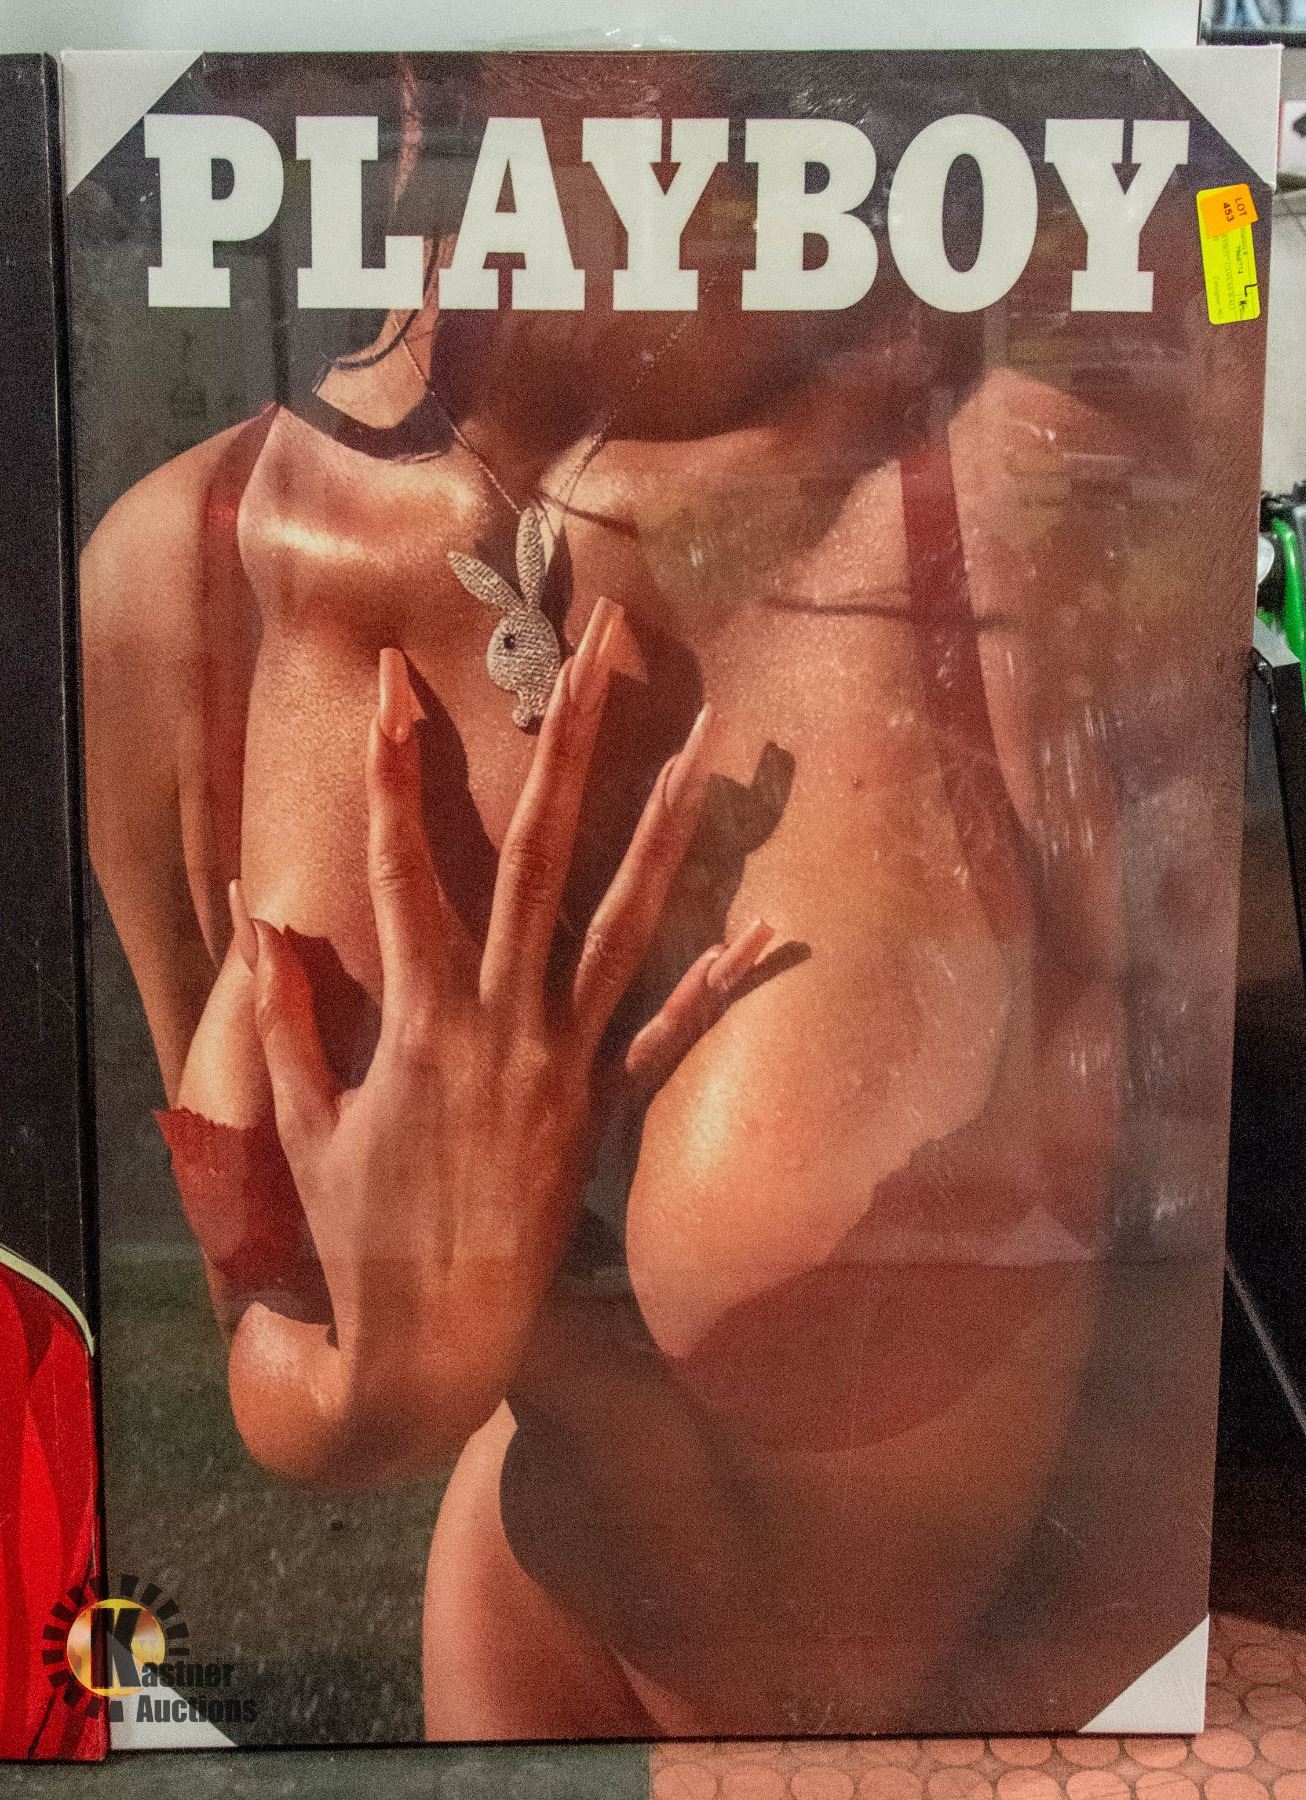 PLAYBOY
LOT
453
Kastner
Auctions